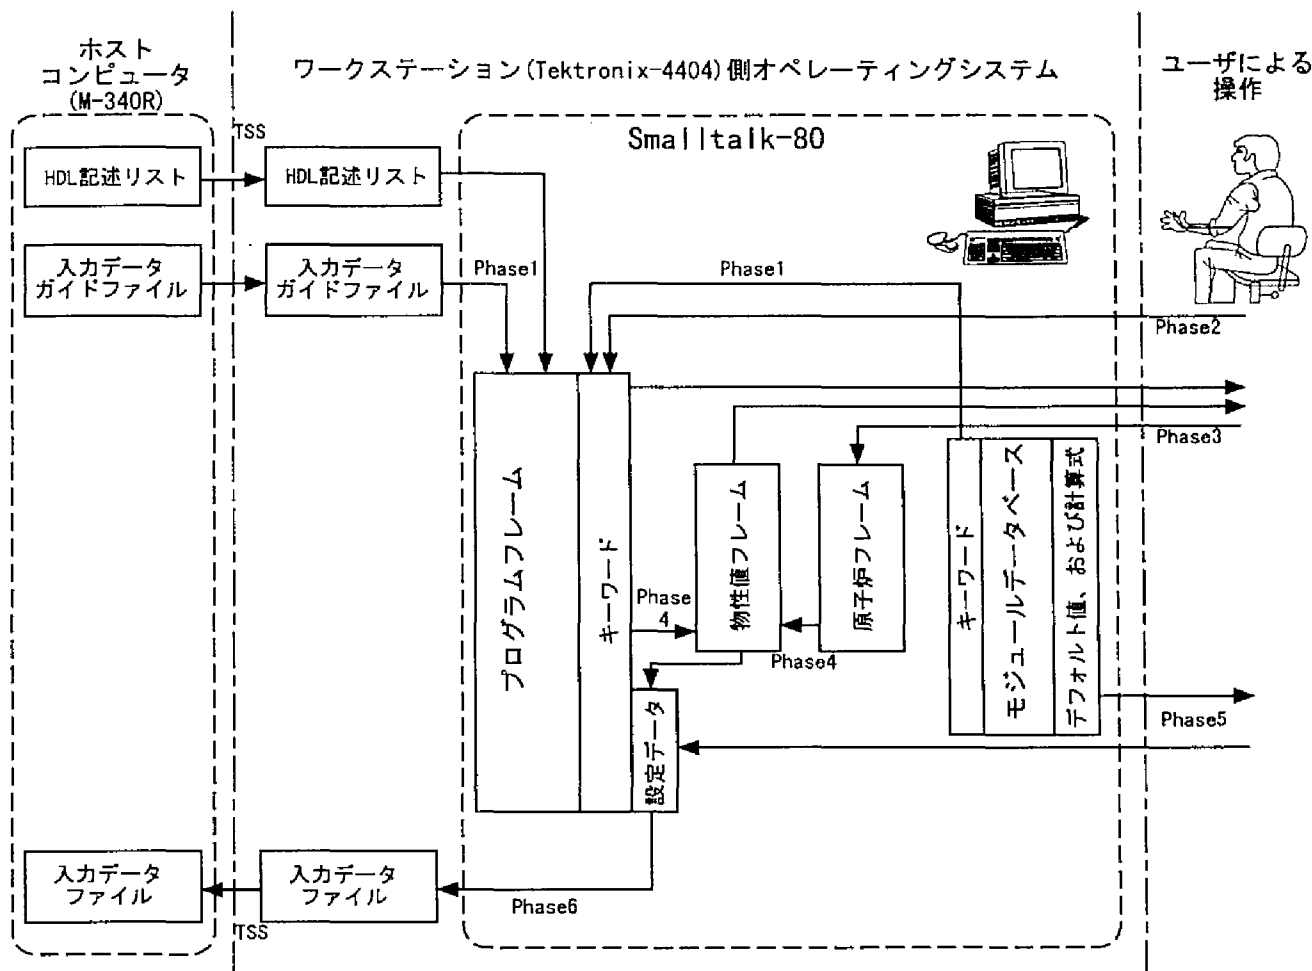 ホスト
コンピュータ
(M-340R)
ワークステーション(Tektronix-4404)側オペレーティングシステム
ユーザによる
操作
TSS
Smalltalk-80
HDL記述リスト
HDL記述リスト
入力データ
ガイドファイル
入力データ
ガイドファイル
Phase1
Phase1
Phase2
Phase3
プログラムフレーム
キーワード
物性値フレーム
原子炉フレーム
キーワード
モジュールデータベース
デフォルト値、および計算式
Phase
4
Phase4
設定データ
Phase5
入力データ
ファイル
入力データ
ファイル
Phase6
TSS